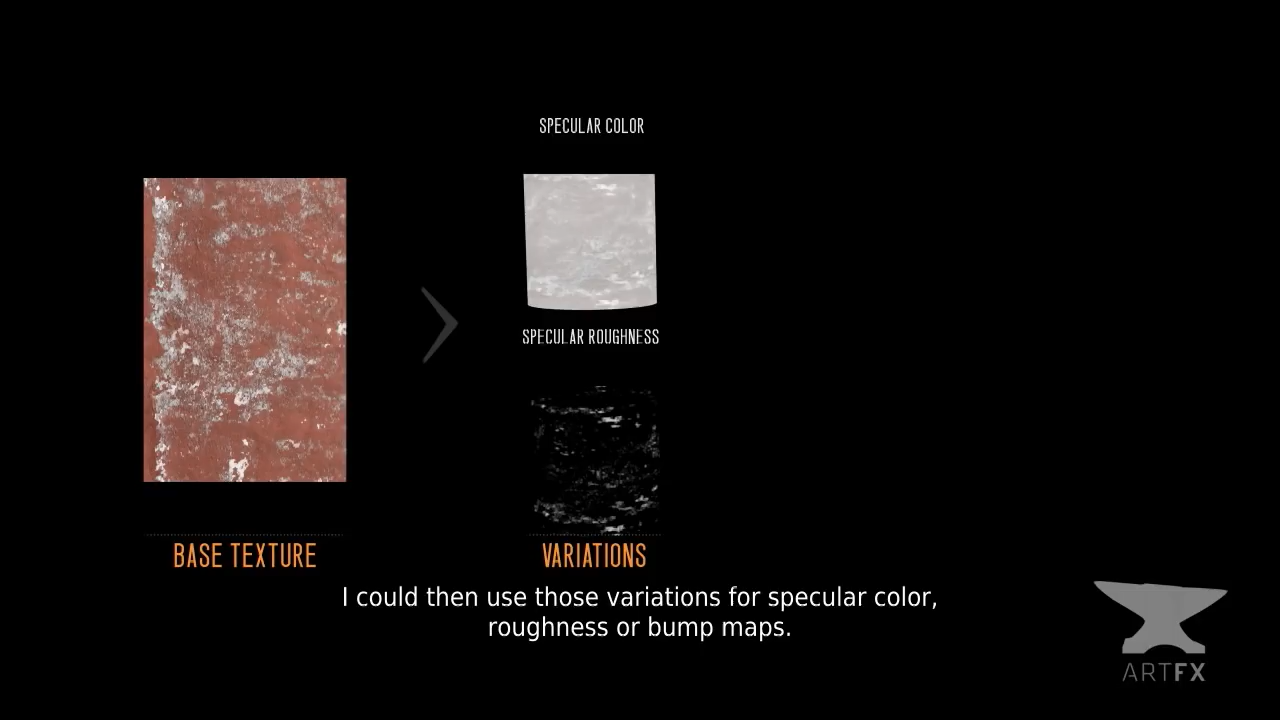 SPECULAR COLOR
SPECULAR ROUGHNESS
BASE TEXTURE
VARIATIONS
I could then use those variations for specular color,
roughness or bump maps.
ARTFX